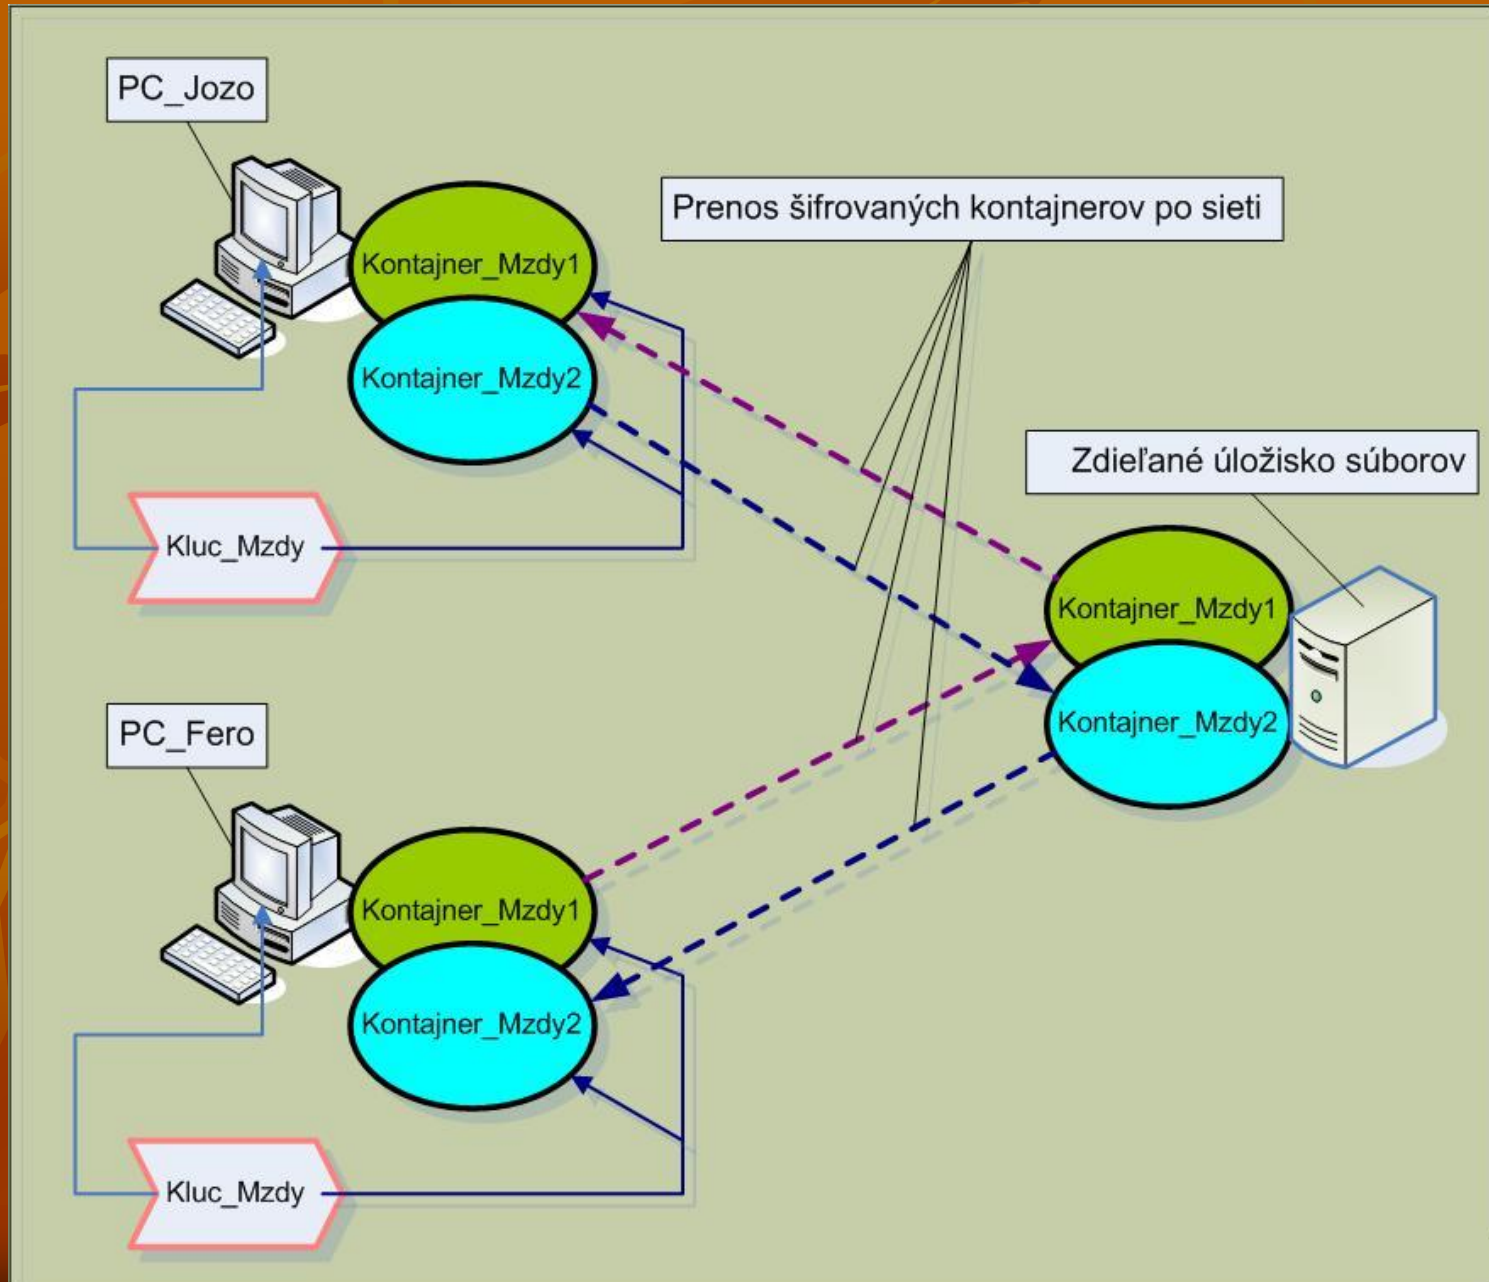 PC_Jozo
Kontajner_Mzdy1
Prenos šifrovaných kontajnerov po sieti
Kontajner_Mzdy2
Zdieľané úložisko súborov
Kluc_Mzdy
Kontajner_Mzdy1
Kontajner_Mzdy2
PC_Fero
Kontajner_Mzdy1
Kontajner_Mzdy2
Kluc_Mzdy